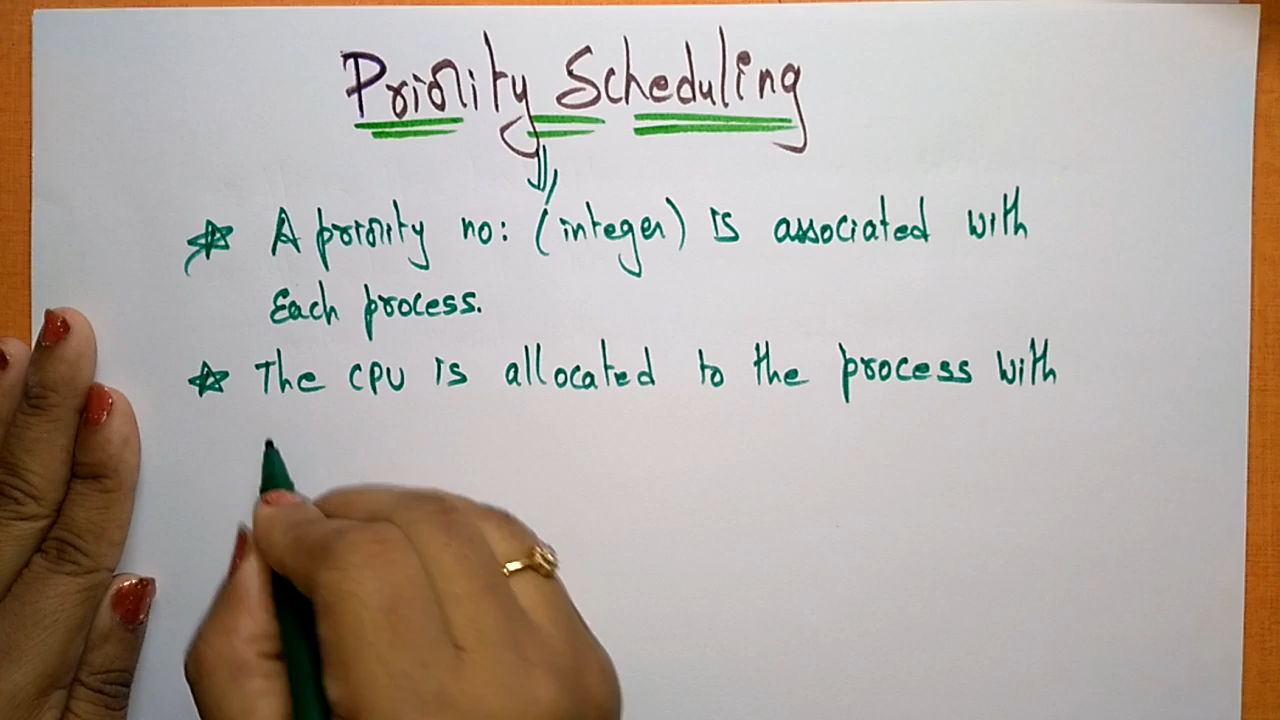 Priority Scheduling
A priority no: (integer) is associated with
Each process.
The CPU is allocated to the process with